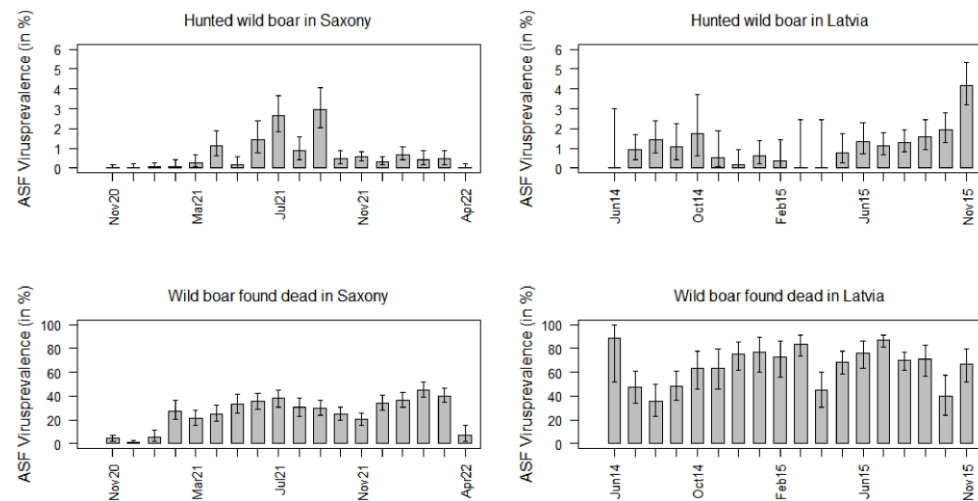 Hunted wild boar in Saxony
ASF Virusprevalence (in %)
6
5
4
3
2
1
0
Nov20
Mar21
Jul21
Nov21
Apr22
Hunted wild boar in Latvia
ASF Virusprevalence (in %)
6
5
4
3
2
1
0
Jun14
Oct14
Feb15
Jun15
Nov15
Wild boar found dead in Saxony
ASF Virusprevalence (in %)
100
80
60
40
20
0
Nov20
Mar21
Jul21
Nov21
Apr22
Wild boar found dead in Latvia
ASF Virusprevalence (in %)
100
80
60
40
20
0
Jun14
Oct14
Feb15
Jun15
Nov15